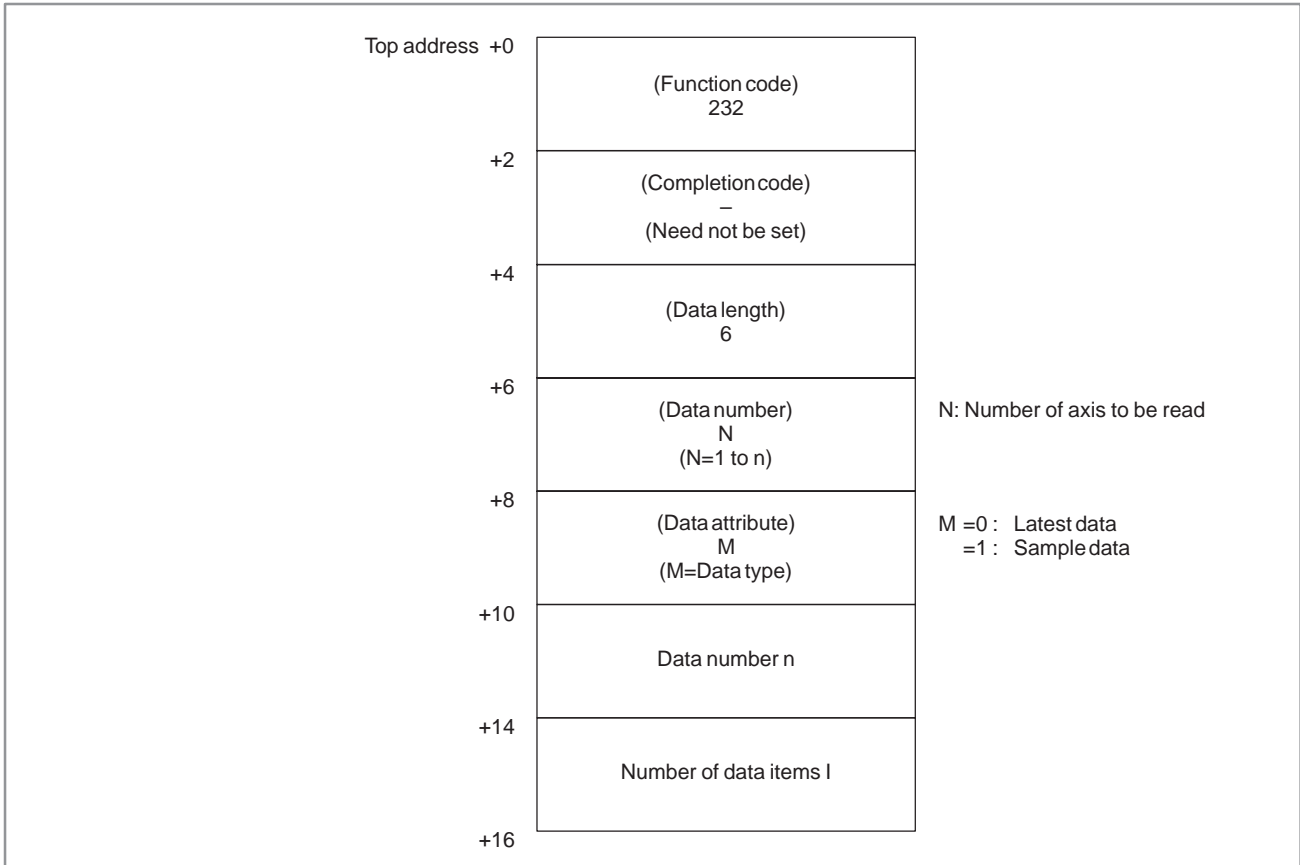 Top address +0
(Function code)
232
+2
(Completion code)
–
(Need not be set)
+4
(Data length)
6
+6
(Data number)
N
(N=1 to n)
N: Number of axis to be read
+8
(Data attribute)
M
(M=Data type)
M =0 : Latest data
=1 : Sample data
+10
Data number n
+14
Number of data items l
+16